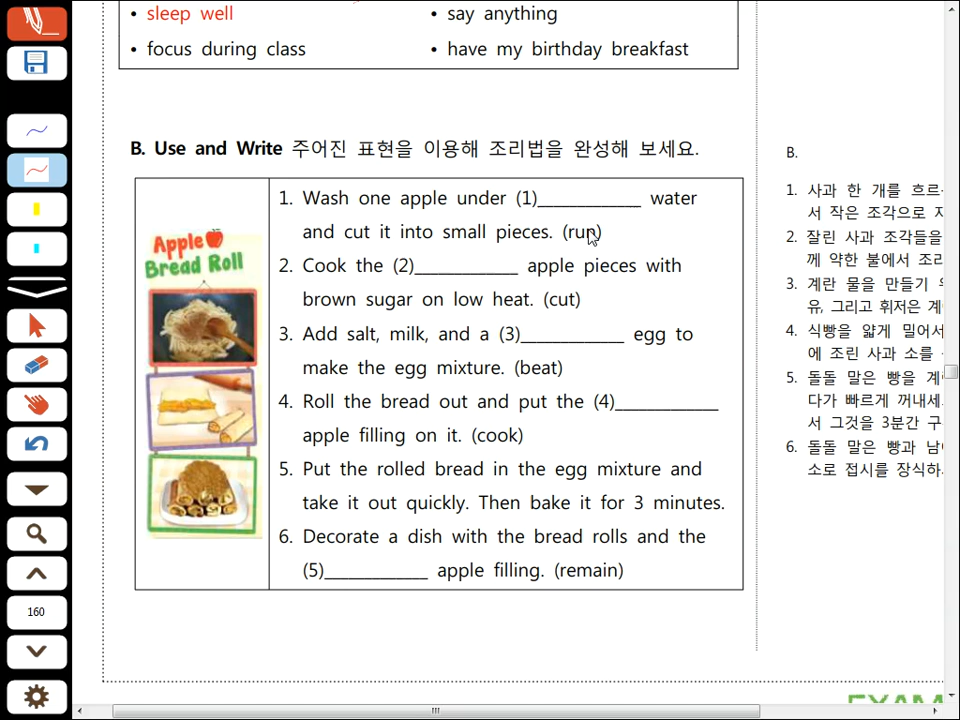 • sleep well
• say anything
• focus during class
• have my birthday breakfast
B. Use and Write 주어진 표현을 이용해 조리법을 완성해 보세요.
Apple
Bread Roll
1. Wash one apple under (1)____________ water
and cut it into small pieces. (run)
2. Cook the (2)____________ apple pieces with
brown sugar on low heat. (cut)
3. Add salt, milk, and a (3)____________ egg to
make the egg mixture. (beat)
4. Roll the bread out and put the (4)____________
apple filling on it. (cook)
5. Put the rolled bread in the egg mixture and
take it out quickly. Then bake it for 3 minutes.
6. Decorate a dish with the bread rolls and the
(5)____________ apple filling. (remain)
B.
1. 사과 한 개를 흐르
서 작은 조각으로
2. 잘린 사과 조각들을
께 약한 불에서 조리
3. 계란 물을 만들기
유, 그리고 휘저은
4. 식빵을 얇게 밀어서
에 조린 사과 소를
5. 돌돌 말은 빵을
다가 빠르게 꺼내세
서 그것을 3분간
6. 돌돌 말은 빵과
소로 접시를 장식하
160